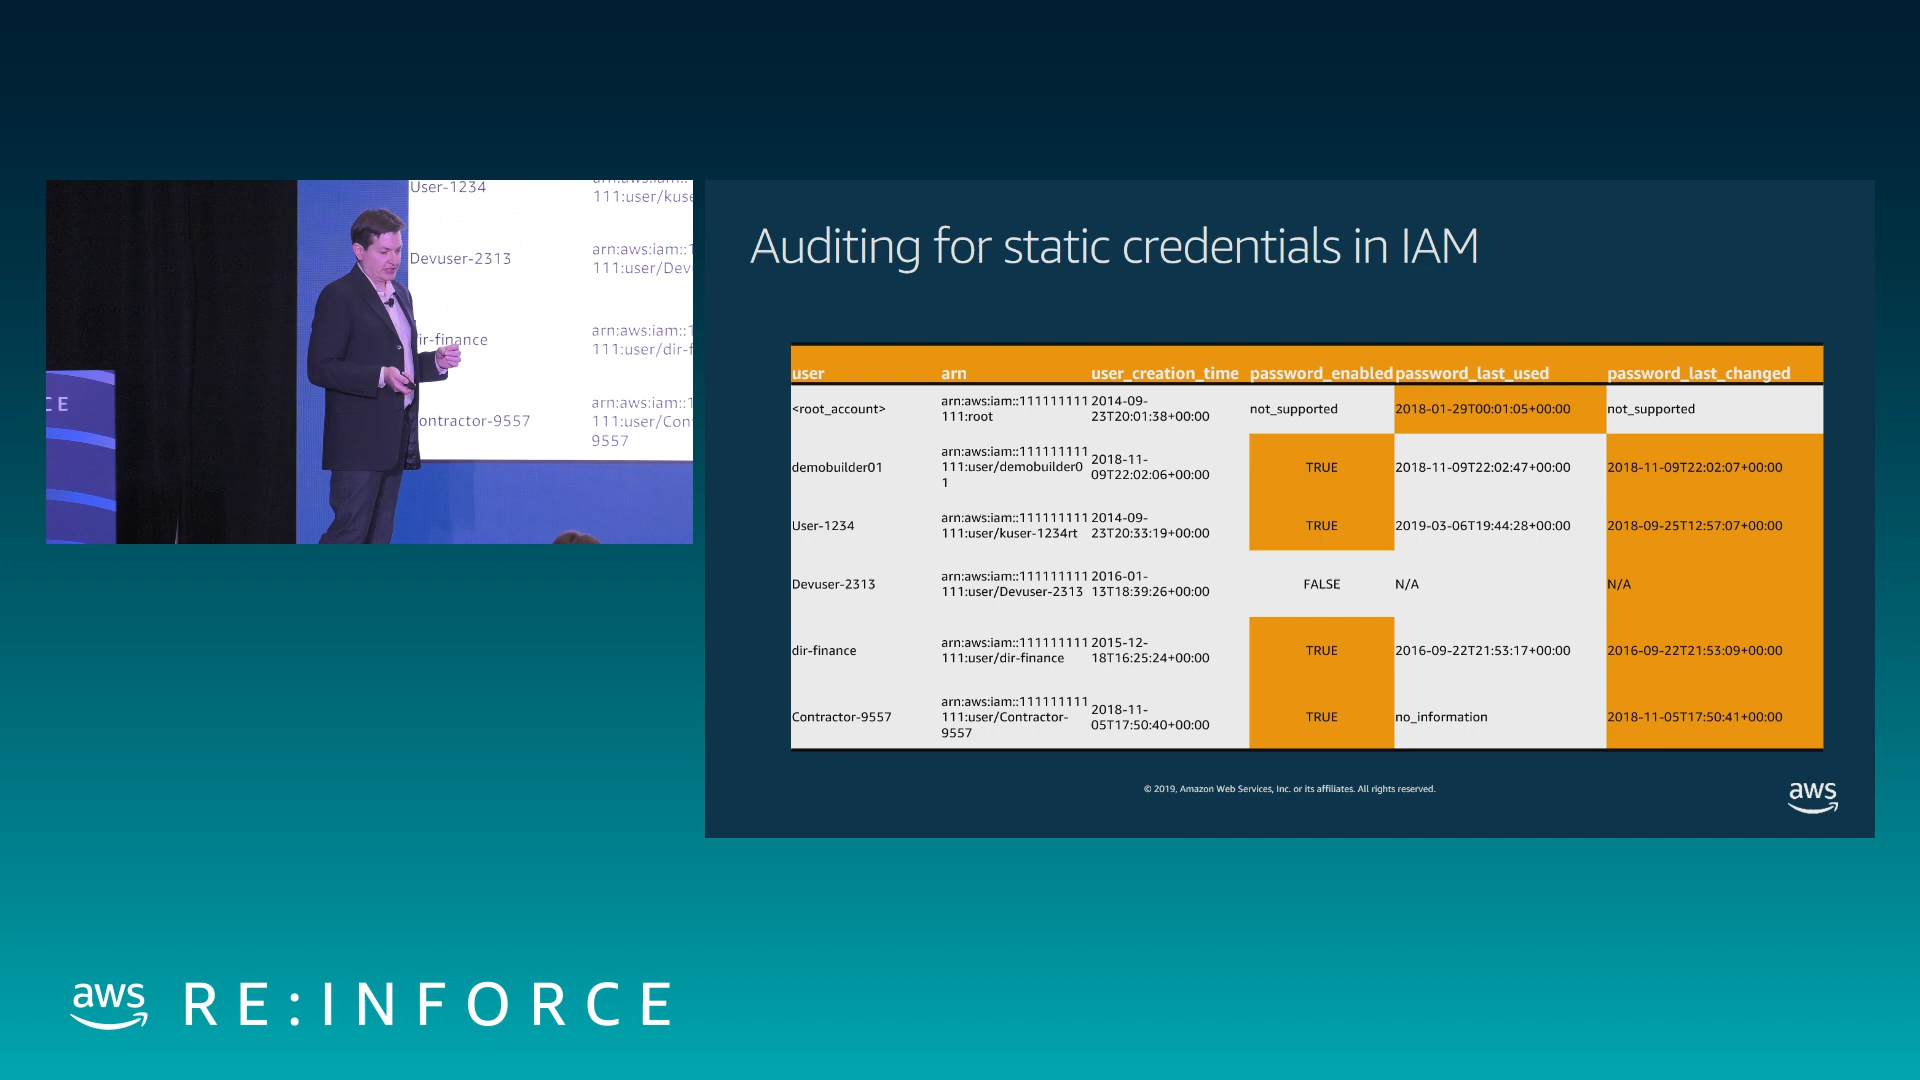 User-1234
111:user/kuse
Devuser-2313
arn:aws:iam::1
111:user/Dev
ir-finance
arn:aws:iam::1
111:user/dir-f
ontractor-9557
arn:aws:iam::1
111:user/Con
9557
CE
Auditing for static credentials in IAM
user arn user_creation_time password_enabled password_last_used password_last_changed
<root_account> arn:aws:iam::111111111 2014-09- not_supported 2018-01-29T00:01:05+00:00 not_supported
111:root 23T20:01:38+00:00
demobuilder01 arn:aws:iam::111111111 2018-11- TRUE 2018-11-09T22:02:47+00:00 2018-11-09T22:02:07+00:00
111:user/demobuilder0 09T22:02:06+00:00
1
User-1234 arn:aws:iam::111111111 2014-09- TRUE 2019-03-06T19:44:28+00:00 2018-09-25T12:57:07+00:00
111:user/kuser-1234rt 23T20:33:19+00:00
Devuser-2313 arn:aws:iam::111111111 2016-01- FALSE N/A N/A
111:user/Devuser-2313 13T18:39:26+00:00
dir-finance arn:aws:iam::111111111 2015-12- TRUE 2016-09-22T21:53:17+00:00 2016-09-22T21:53:09+00:00
111:user/dir-finance 18T16:25:24+00:00
Contractor-9557 arn:aws:iam::111111111 2018-11- TRUE no_information 2018-11-05T17:50:41+00:00
111:user/Contractor- 05T17:50:40+00:00
9557
© 2019, Amazon Web Services, Inc. or its affiliates. All rights reserved.
aws
aws RE:INFORCE